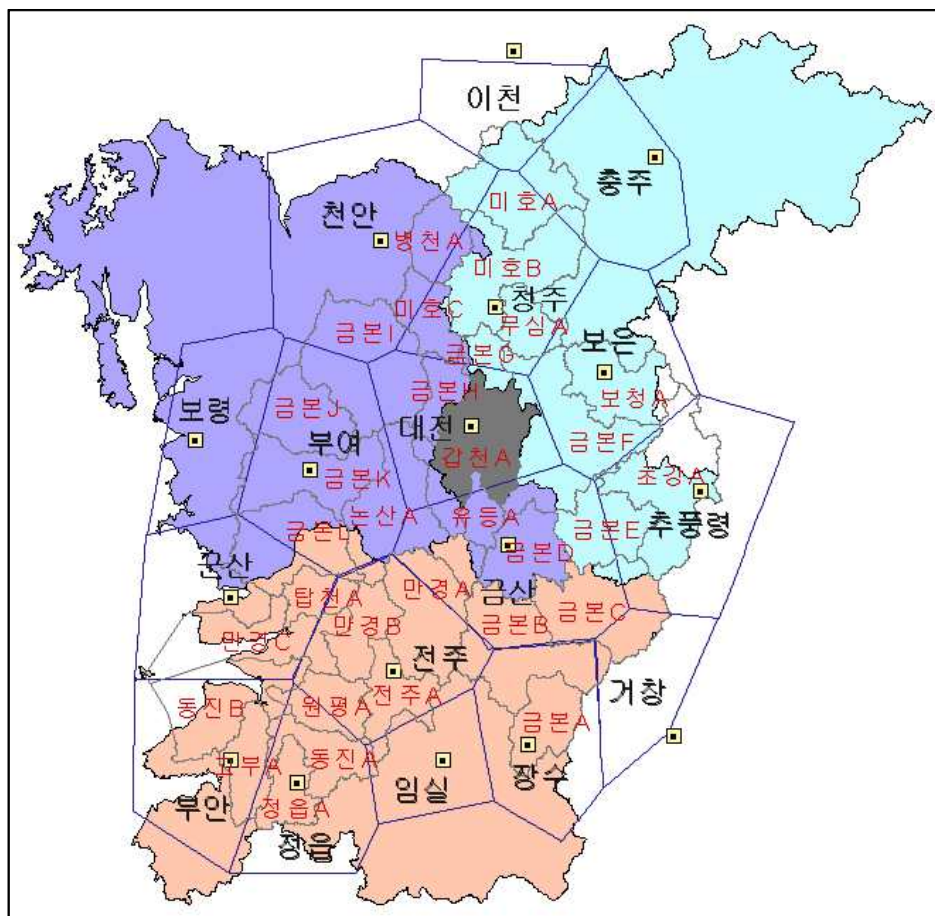 이천
충주
미호A
천안
병천A
미호B
청주
미호C
무심A
금본I
보은
금본G
금본H
보청A
금본J
보령
대전
부여
금본F
갑천A
초강A
금본K
논산A
유등A
금본E
추풍령
금본L
금본D
군산
금산
만경A
탑천A
금본C
금본B
만경B
만경C
전주
거창
전주A
원평A
동진B
금본A
동진A
고부A
장수
임실
부안
정읍A
정읍